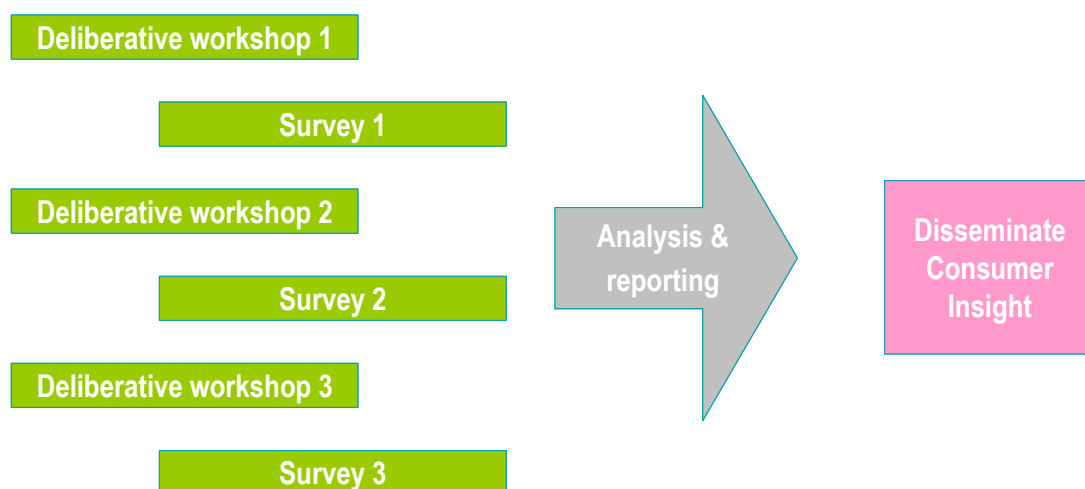 Deliberative workshop 1
Survey 1
Deliberative workshop 2
Survey 2
Deliberative workshop 3
Survey 3
Analysis &
reporting
Disseminate
Consumer
Insight